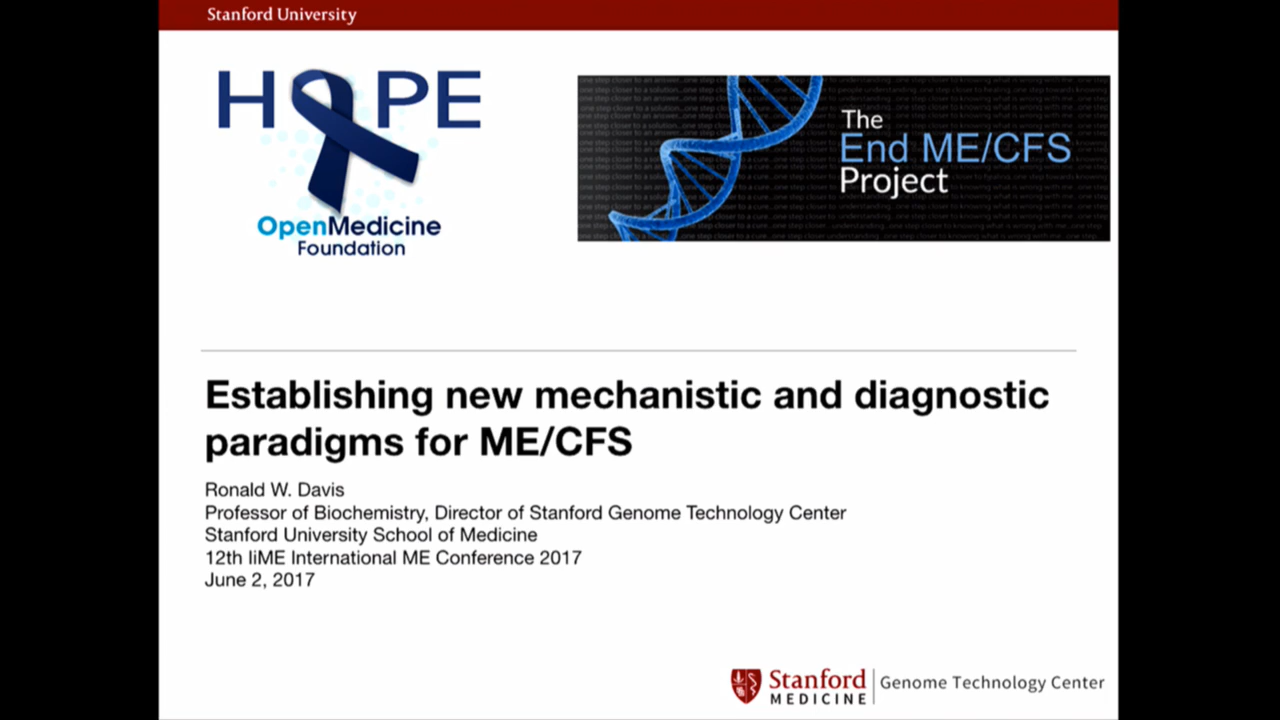 Stanford University
HOPE
OpenMedicine
Foundation
The
End ME/CFS
Project
Establishing new mechanistic and diagnostic
paradigms for ME/CFS
Ronald W. Davis
Professor of Biochemistry, Director of Stanford Genome Technology Center
Stanford University School of Medicine
12th IiME International ME Conference 2017
June 2, 2017
Stanford
MEDICINE
Genome Technology Center